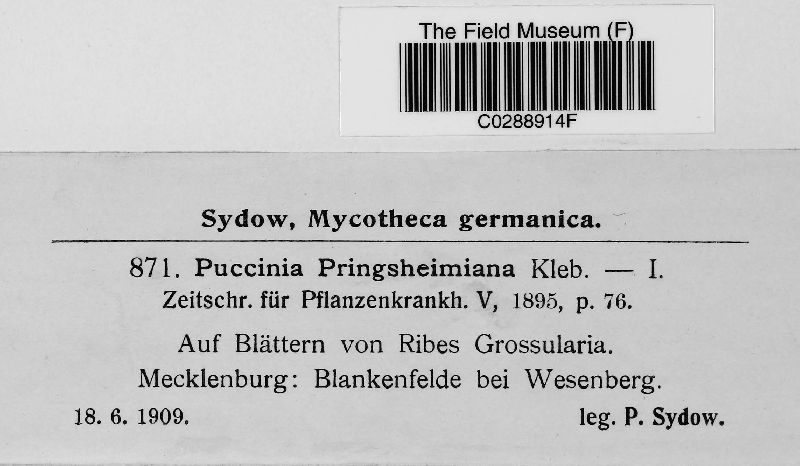 The Field Museum (F)
C0288914F
Sydow, Mycotheca germanica.
871. Puccinia Pringsheimiana Kleb. — I.
Zeitschr. für Pflanzenkrankh. V, 1895, p. 76.
Auf Blättern von Ribes Grossularia.
Mecklenburg: Blankenfelde bei Wesenberg.
18. 6. 1909. leg. P. Sydow.